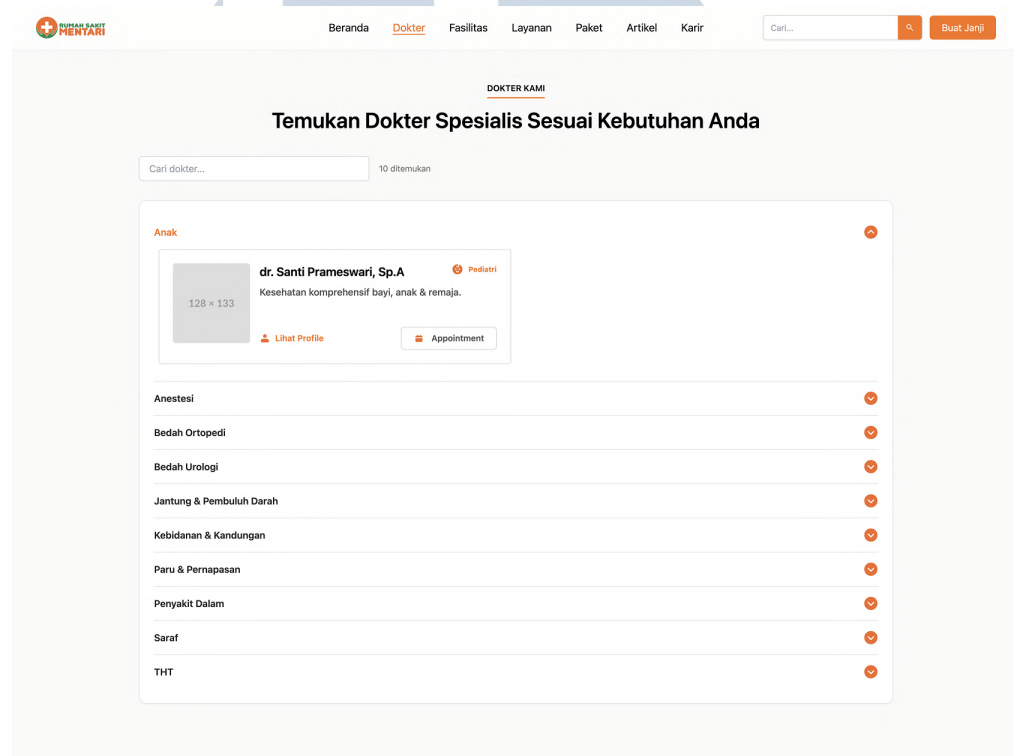 RUMAH SAKIT
MENTARI
Beranda
Dokter
Fasilitas
Layanan
Paket
Artikel
Karir
Cari...
Buat Janji
DOKTER KAMI
Temukan Dokter Spesialis Sesuai Kebutuhan Anda
Cari dokter...
10 ditemukan
Anak
128 × 133
dr. Santi Prameswari, Sp.A
Pediatri
Kesehatan komprehensif bayi, anak & remaja.
Lihat Profile
Appointment
Anestesi
Bedah Ortopedi
Bedah Urologi
Jantung & Pembuluh Darah
Kebidanan & Kandungan
Paru & Pernapasan
Penyakit Dalam
Saraf
THT